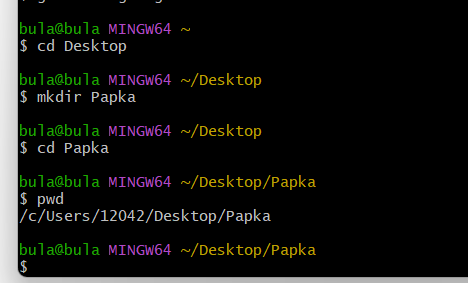 bula@bula MINGW64 ~
$ cd Desktop
bula@bula MINGW64 ~/Desktop
$ mkdir Papka
bula@bula MINGW64 ~/Desktop
$ cd Papka
bula@bula MINGW64 ~/Desktop/Papka
$ pwd
/c/Users/12042/Desktop/Papka
bula@bula MINGW64 ~/Desktop/Papka
$